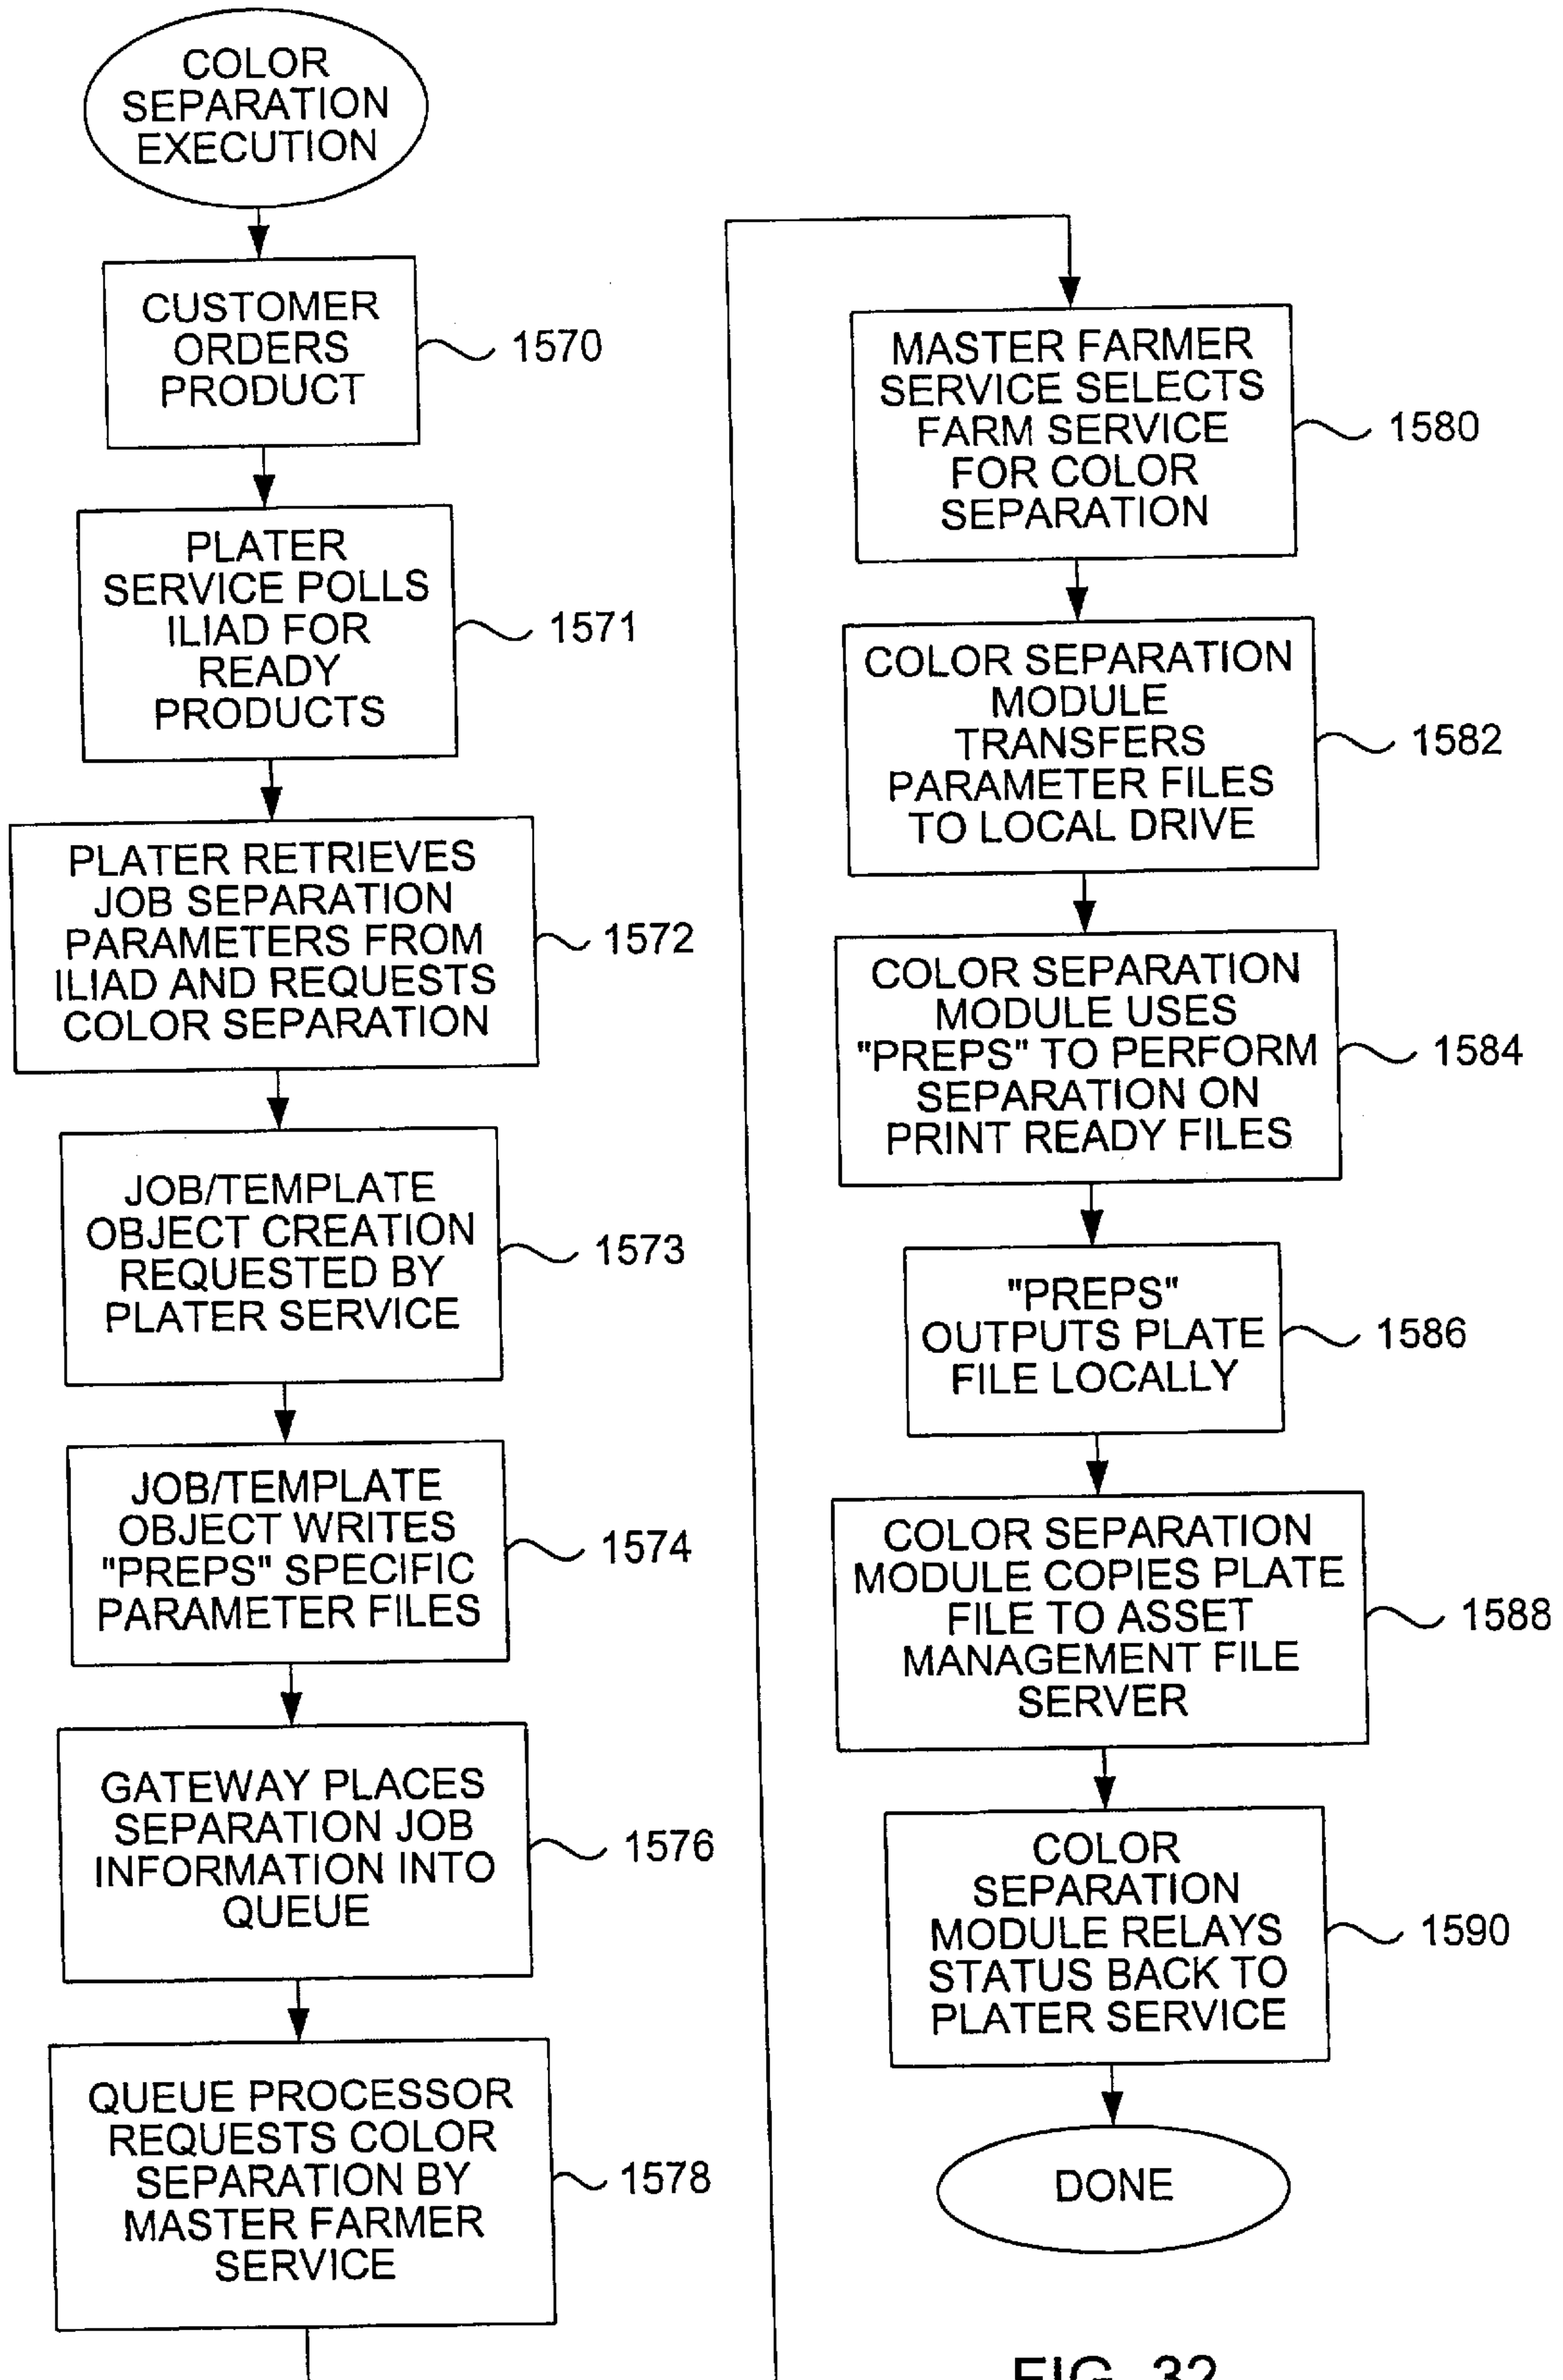 COLOR
SEPARATION
EXECUTION
CUSTOMER
ORDERS
PRODUCT
1570
PLATER
SERVICE POLLS
ILIAD FOR
READY
PRODUCTS
1571
PLATER RETRIEVES
JOB SEPARATION
PARAMETERS FROM
ILIAD AND REQUESTS
COLOR SEPARATION
1572
JOB/TEMPLATE
OBJECT CREATION
REQUESTED BY
PLATER SERVICE
1573
JOB/TEMPLATE
OBJECT WRITES
"PREPS" SPECIFIC
PARAMETER FILES
1574
GATEWAY PLACES
SEPARATION JOB
INFORMATION INTO
QUEUE
1576
QUEUE PROCESSOR
REQUESTS COLOR
SEPARATION BY
MASTER FARMER
SERVICE
1578
MASTER FARMER
SERVICE SELECTS
FARM SERVICE
FOR COLOR
SEPARATION
1580
COLOR SEPARATION
MODULE
TRANSFERS
PARAMETER FILES
TO LOCAL DRIVE
1582
COLOR SEPARATION
MODULE USES
"PREPS" TO PERFORM
SEPARATION ON
PRINT READY FILES
1584
"PREPS"
OUTPUTS PLATE
FILE LOCALLY
1586
COLOR SEPARATION
MODULE COPIES PLATE
FILE TO ASSET
MANAGEMENT FILE
SERVER
1588
COLOR
SEPARATION
MODULE RELAYS
STATUS BACK TO
PLATER SERVICE
1590
DONE
FIG. 32